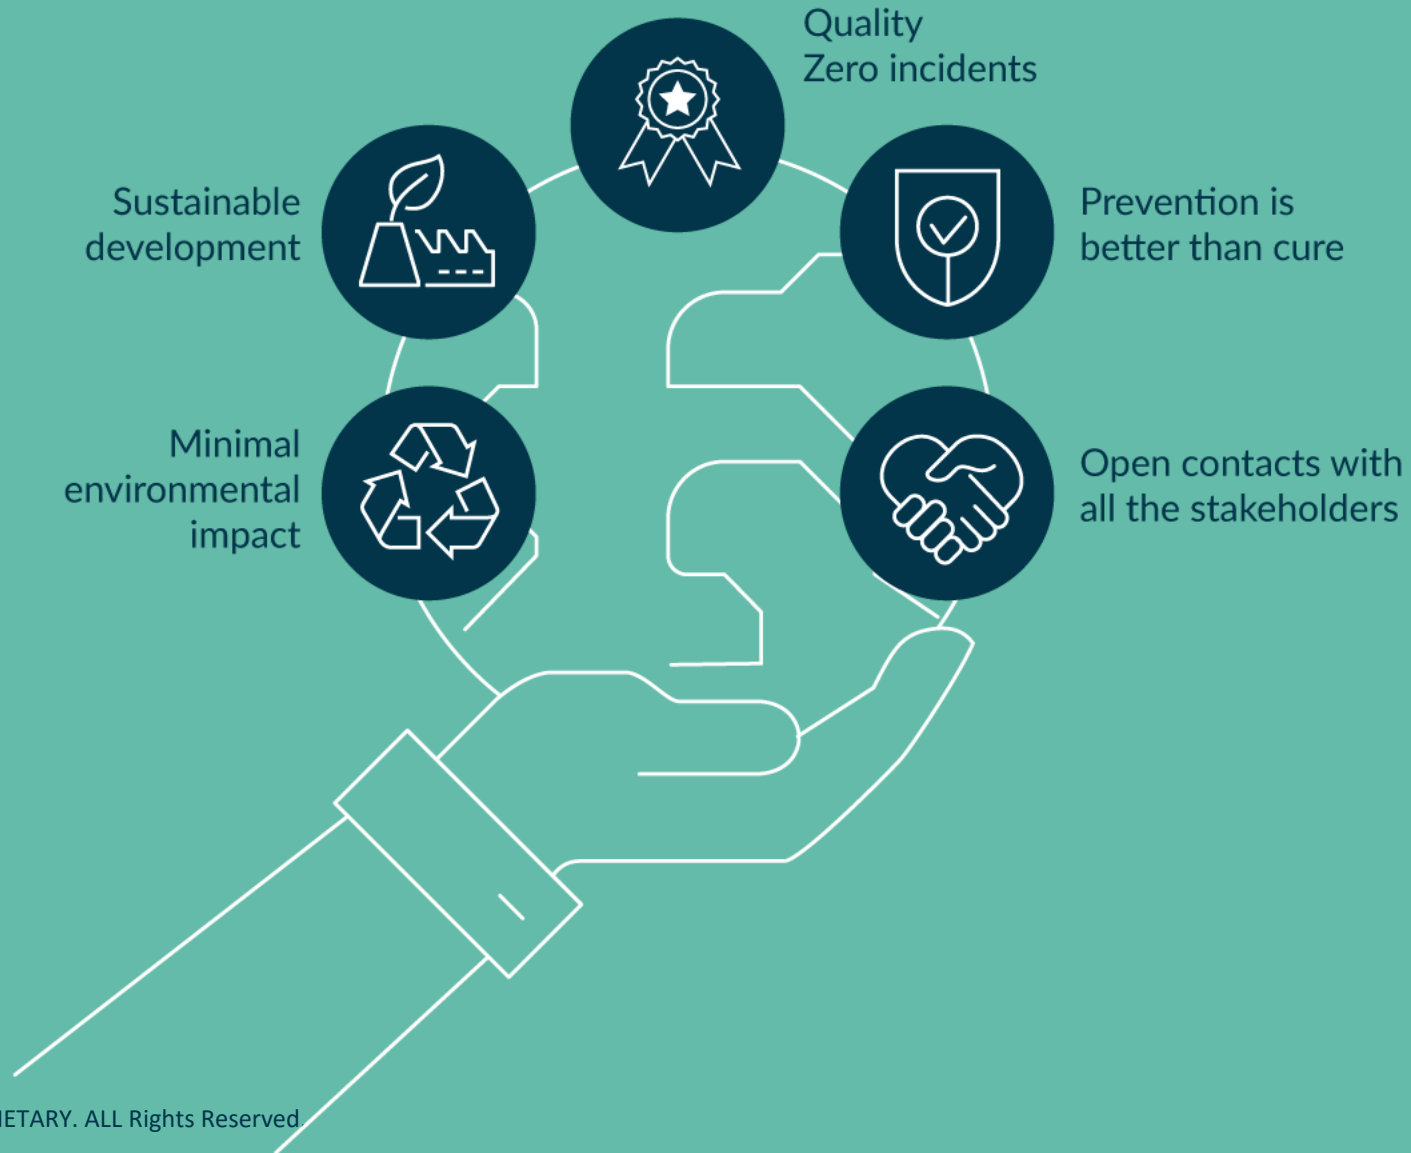 Quality
Zero incidents
Sustainable
development
Prevention is
better than cure
Minimal
environmental
impact
Open contacts with
all the stakeholders
ALL Rights Reserved.